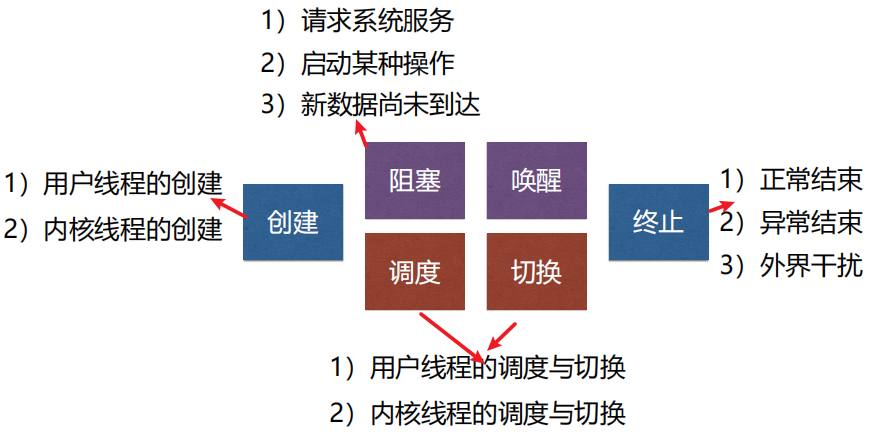 1）请求系统服务
2）启动某种操作
3）新数据尚未到达
1）用户线程的创建
2）内核线程的创建
创建
阻塞
唤醒
调度
切换
终止
1）正常结束
2）异常结束
3）外界干扰
1）用户线程的调度与切换
2）内核线程的调度与切换